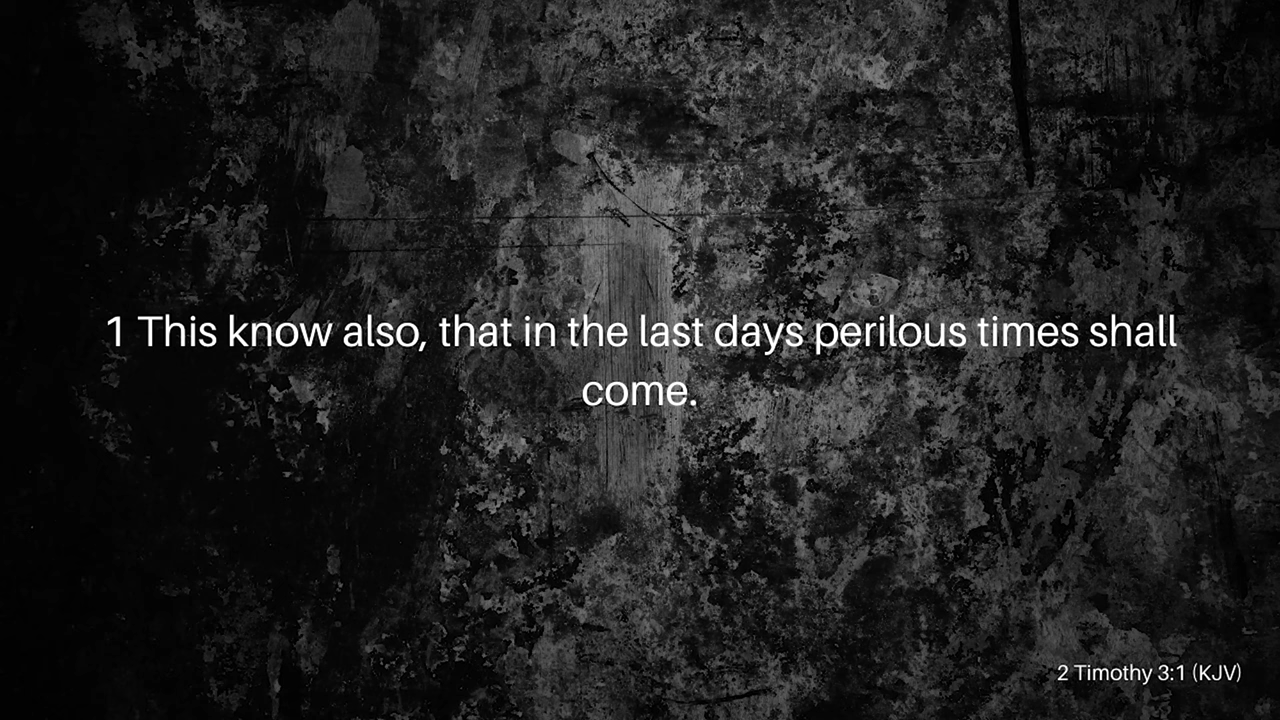 1 This know also, that in the last days perilous times shall
come.
2 Timothy 3:1 (KJV)